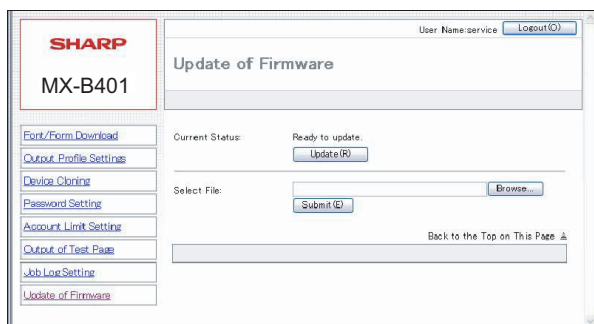 User Name:service Logout(O)
SHARP
MX-B401
Update of Firmware
Font/Form Download
Output Profile Settings
Device Cloning
Password Setting
Account Limit Setting
Output of Test Page
Job Log Setting
Update of Firmware
Current Status: Ready to update.
Update(R)
Select File: Browse...
Submit(E)
Back to the Top on This Page